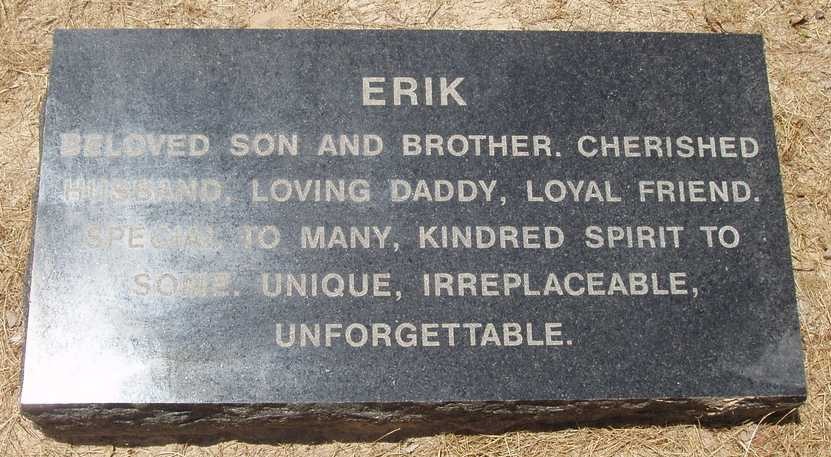 ERIK
BELOVED SON AND BROTHER. CHERISHED
HUSBAND, LOVING DADDY, LOYAL FRIEND.
SPECIAL TO MANY, KINDRED SPIRIT TO
SOME. UNIQUE, IRREPLACEABLE,
UNFORGETTABLE.